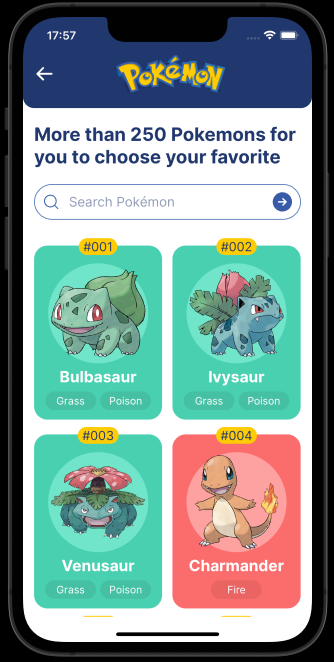 17:57
POKéMON
More than 250 Pokemons for
you to choose your favorite
Search Pokémon
#001
#002
Bulbasaur
Ivysaur
Grass Poison
Grass Poison
#003
#004
Venusaur
Charmander
Grass Poison
Fire